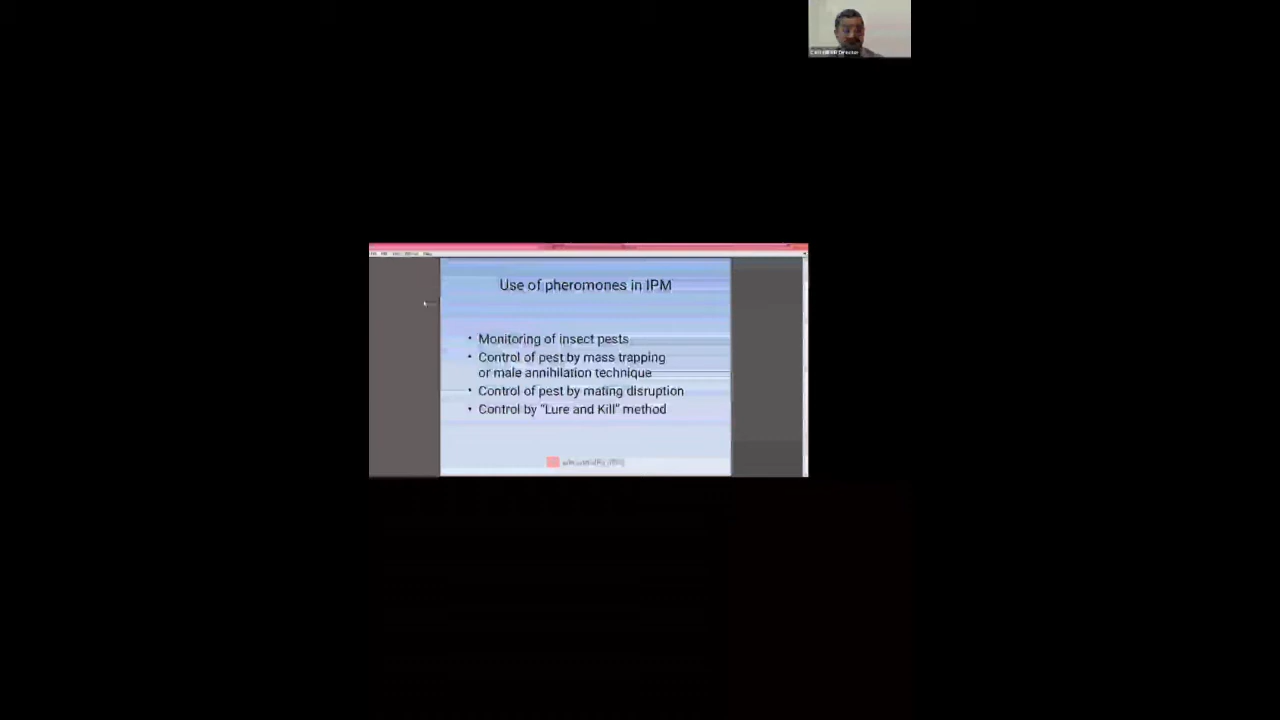 Use of pheromones in IPM
• Monitoring of insect pests
• Control of pest by mass trapping
or male annihilation technique
• Control of pest by mating disruption
• Control by “Lure and Kill” method